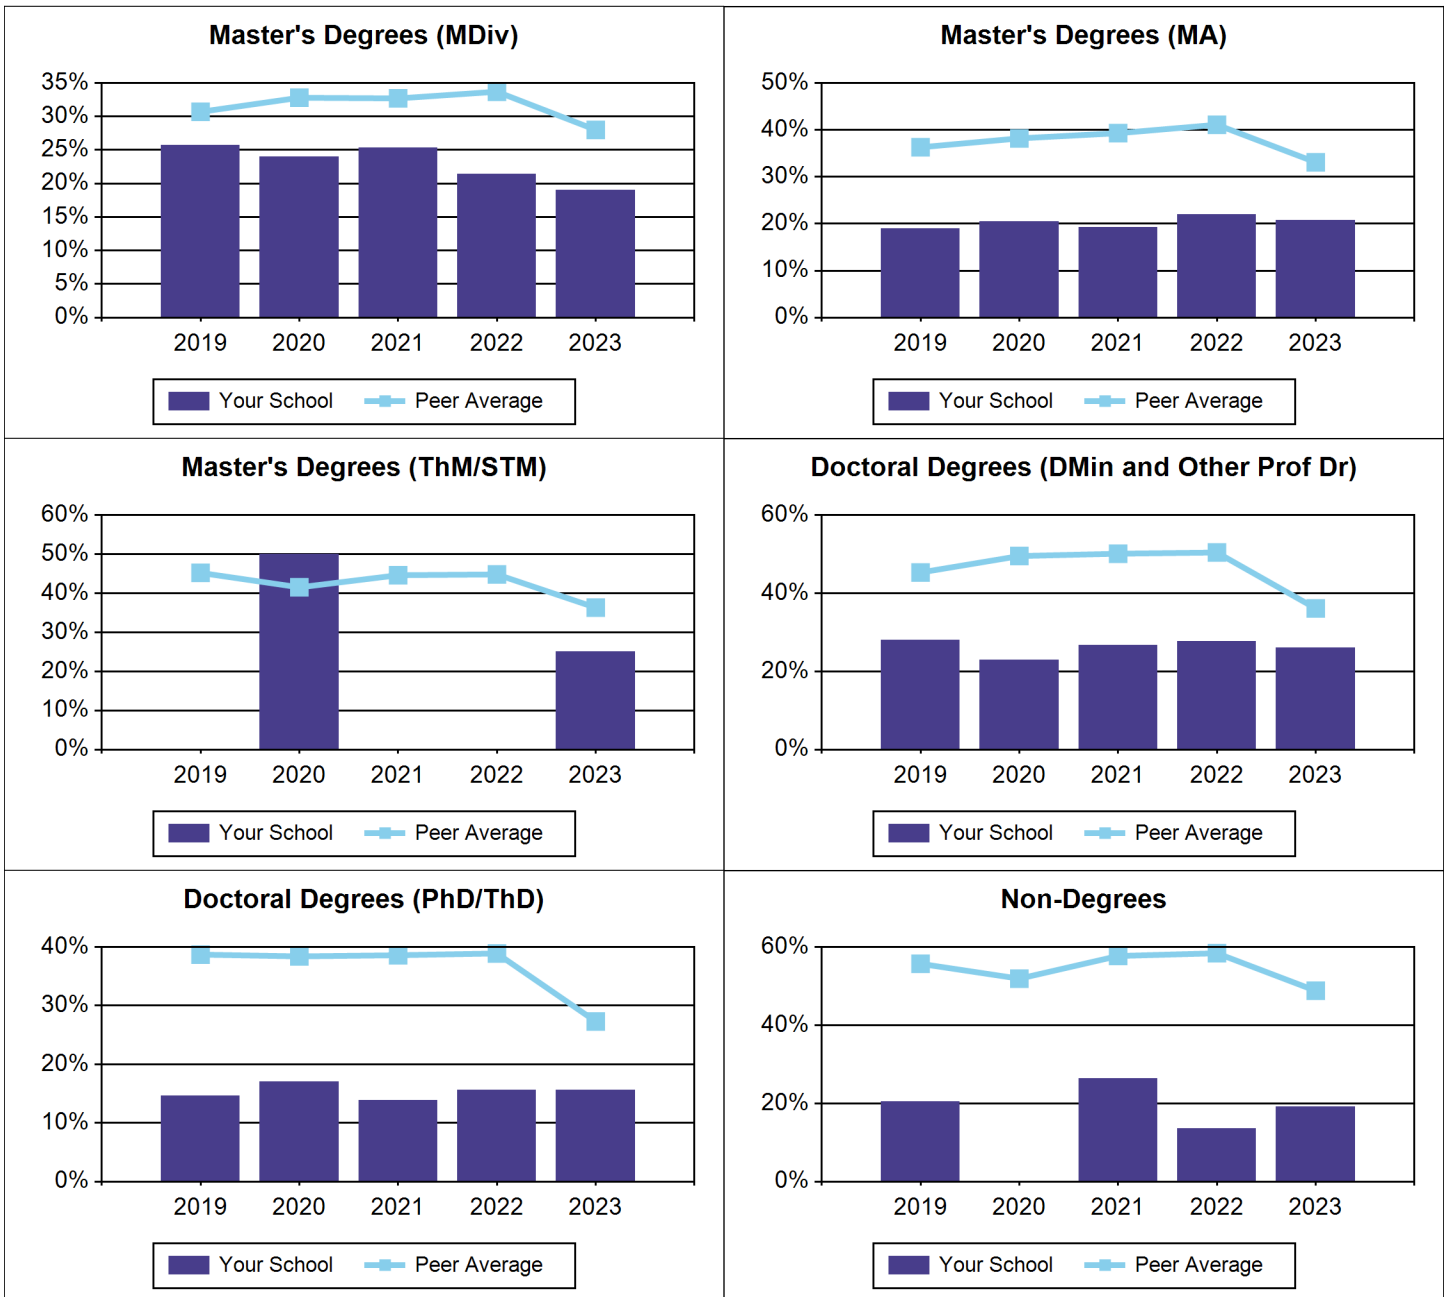 Master's Degrees (MDiv)
35%
30%
25%
20%
15%
10%
5%
0%
2019 2020 2021 2022 2023
Your School Peer Average
Master's Degrees (MA)
50%
40%
30%
20%
10%
0%
2019 2020 2021 2022 2023
Your School Peer Average
Master's Degrees (ThM/STM)
60%
50%
40%
30%
20%
10%
0%
2019 2020 2021 2022 2023
Your School Peer Average
Doctoral Degrees (DMin and Other Prof Dr)
60%
40%
20%
0%
2019 2020 2021 2022 2023
Your School Peer Average
Doctoral Degrees (PhD/ThD)
40%
30%
20%
10%
0%
2019 2020 2021 2022 2023
Your School Peer Average
Non-Degrees
60%
40%
20%
0%
2019 2020 2021 2022 2023
Your School Peer Average